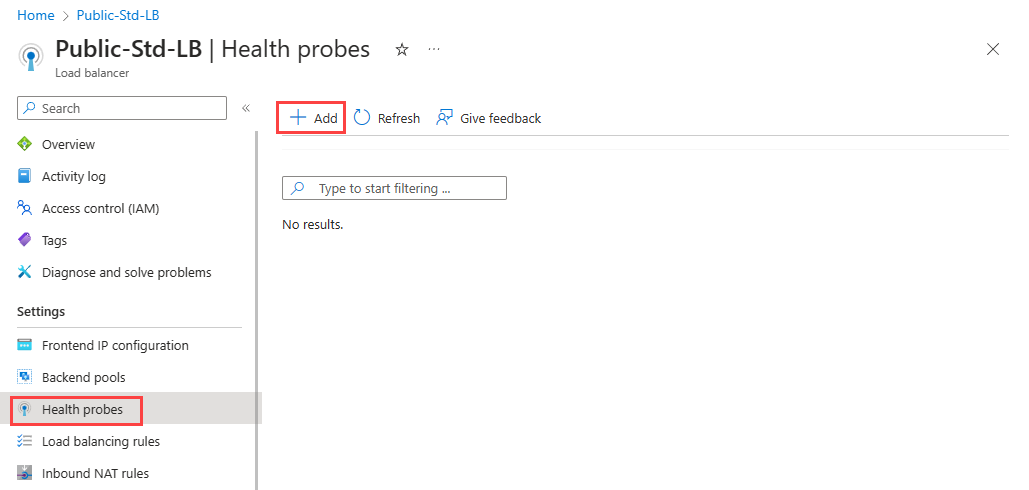 Home > Public-Std-LB
Public-Std-LB | Health probes
Load balancer
Search
Overview
Activity log
Access control (IAM)
Tags
Diagnose and solve problems
Settings
Frontend IP configuration
Backend pools
Health probes
Load balancing rules
Inbound NAT rules
Add Refresh Give feedback
Type to start filtering ...
No results.